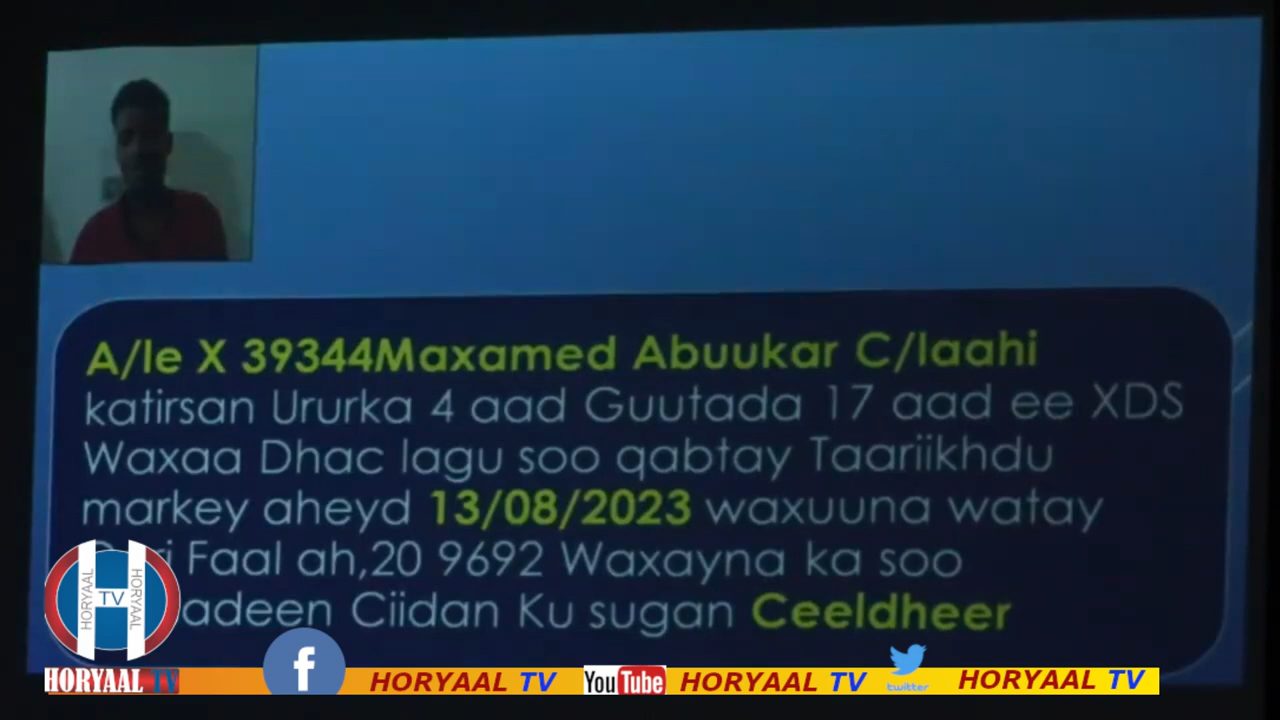 A/le X 39344Maxamed Abuukar C/laahi
katirsan Ururka 4 aad Guutada 17 aad ee XDS
Waxaa Dhac lagu soo qabtay Taariikhdu
markey aheyd 13/08/2023 waxuuna watay
Faal ah,20 9692 Waxayna ka soo
Ciidan Ku sugan Ceeldheer
HORYAAL TV HORYAAL
HORYAAL TV
f HORYAAL TV YouTube HORYAAL TV twitter HORYAAL TV